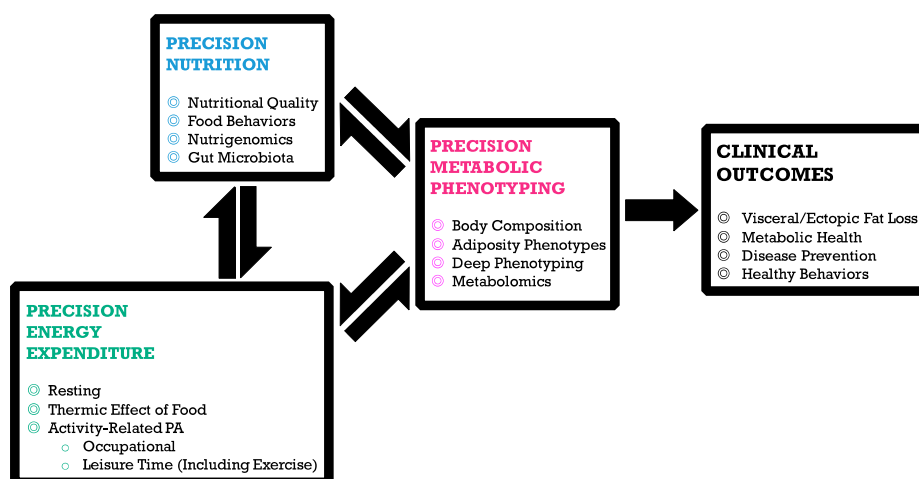 PRECISION
NUTRITION
Nutritional Quality
Food Behaviors
Nutrigenomics
Gut Microbiota
PRECISION
METABOLIC
PHENOTYPING
Body Composition
Adiposity Phenotypes
Deep Phenotyping
Metabolomics
CLINICAL
OUTCOMES
Visceral/Ectopic Fat Loss
Metabolic Health
Disease Prevention
Healthy Behaviors
PRECISION
ENERGY
EXPENDITURE
Resting
Thermic Effect of Food
Activity-Related PA
Occupational
Leisure Time (Including Exercise)